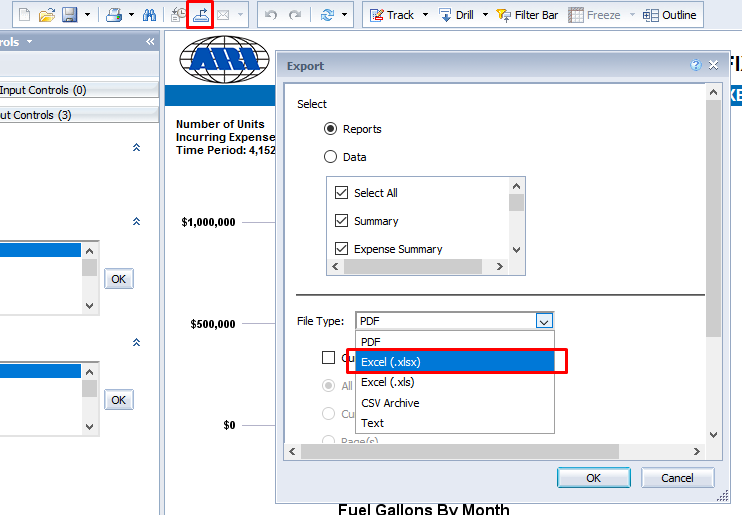 Track
Drill
Filter Bar
Freeze
Outline
rols
Input Controls (0)
ut Controls (3)
OK
OK
ARI
Number of Units
Incurring Expense
Time Period: 4,152
$1,000,000
$500,000
$0
Fuel Gallons By Month
Export
Select
Reports
Data
Select All
Summary
Expense Summary
File Type:
PDF
PDF
Excel (.xlsx)
Excel (.xls)
CSV Archive
Text
Cu
All
Cu
Page(s)
OK
Cancel